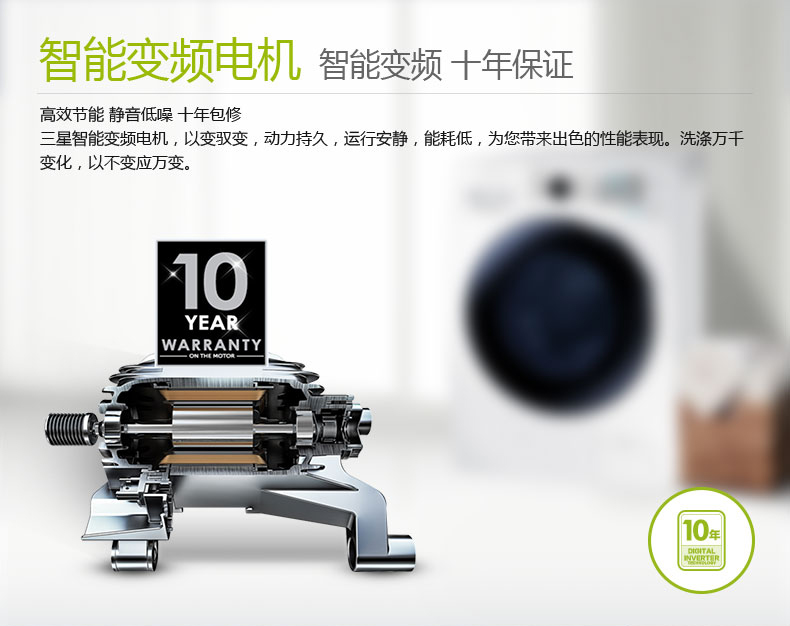 智能变频电机 智能变频 十年保证
高效节能 静音低噪 十年包修
三星智能变频电机，以变驭变，动力持久，运行安静，能耗低，为您带来出色的性能表现。洗涤万千
变化，以不变应万变。
10
YEAR
WARRANTY
ON THE MOTOR
10年
DIGITAL
INVERTER
TECHNOLOGY